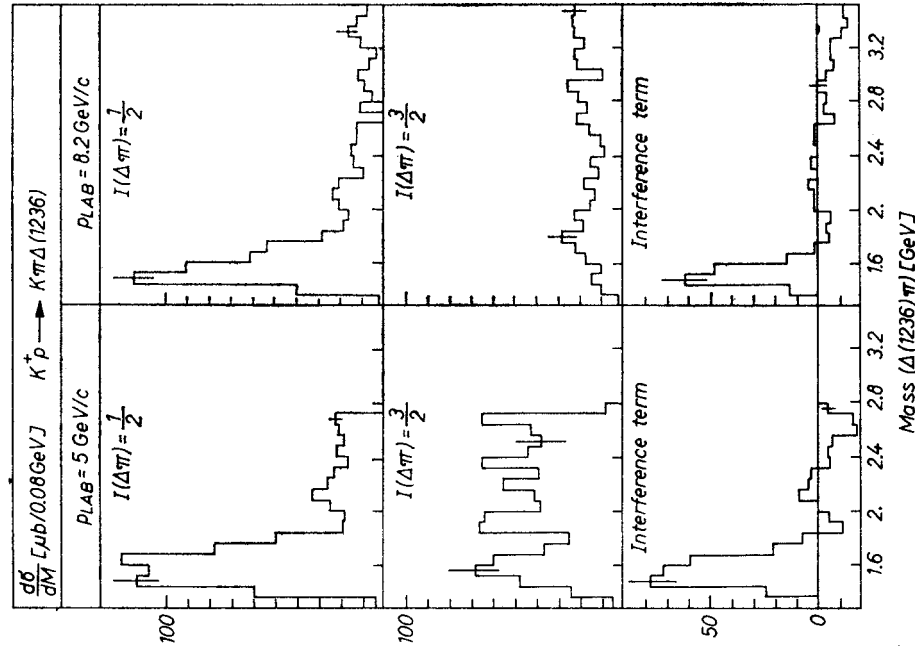 dσ/dM [μb/0.08GeV] K⁺p → KπΔ(1236)
pLAB = 5 GeV/c
pLAB = 8.2 GeV/c
I(Δπ) = 1/2
I(Δπ) = 1/2
100
I(Δπ) = 3/2
I(Δπ) = 3/2
100
Interference term
Interference term
50
0
1.6
2.
2.4
2.8
3.2
1.6
2.
2.4
2.8
3.2
Mass (Δ(1236)π) [GeV]